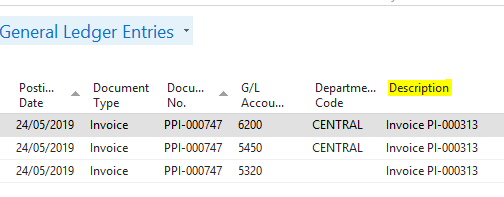 General Ledger Entries
Posti... Date Document Type Docu... No. G/L Accou... Departme... Code Description
24/05/2019 Invoice PPI-000747 6200 CENTRAL Invoice PI-000313
24/05/2019 Invoice PPI-000747 5450 CENTRAL Invoice PI-000313
24/05/2019 Invoice PPI-000747 5320 Invoice PI-000313